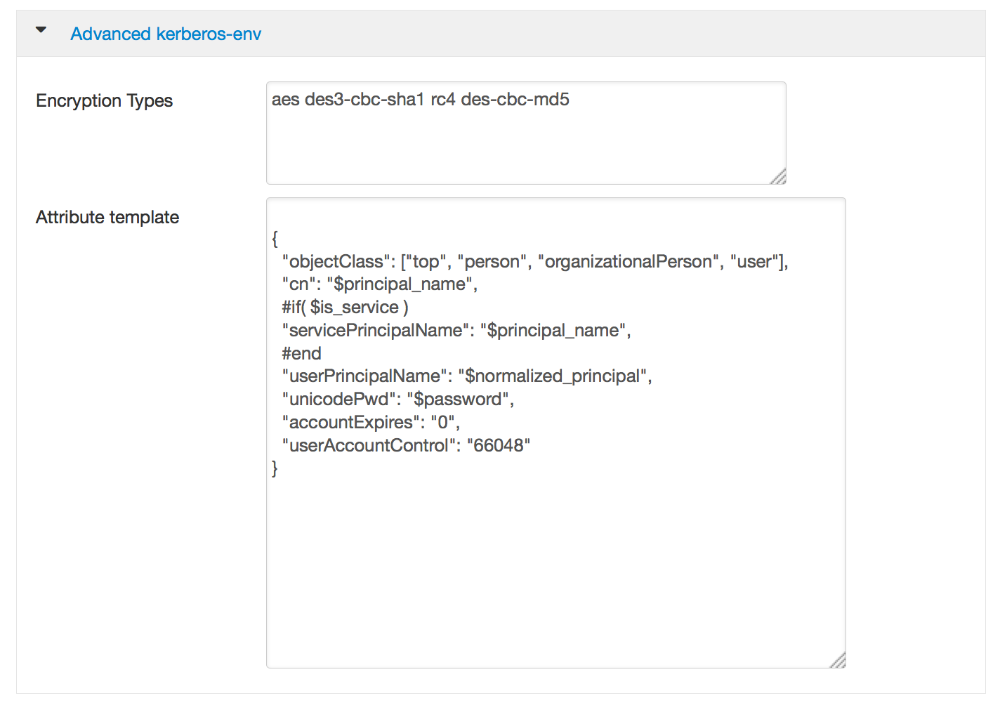 Advanced kerberos-env
Encryption Types
aes des3-cbc-sha1 rc4 des-cbc-md5
Attribute template
{
"objectClass": ["top", "person", "organizationalPerson", "user"],
"cn": "$principal_name",
#if( $is_service )
"servicePrincipalName": "$principal_name",
#end
"userPrincipalName": "$normalized_principal",
"unicodePwd": "$password",
"accountExpires": "0",
"userAccountControl": "66048"
}